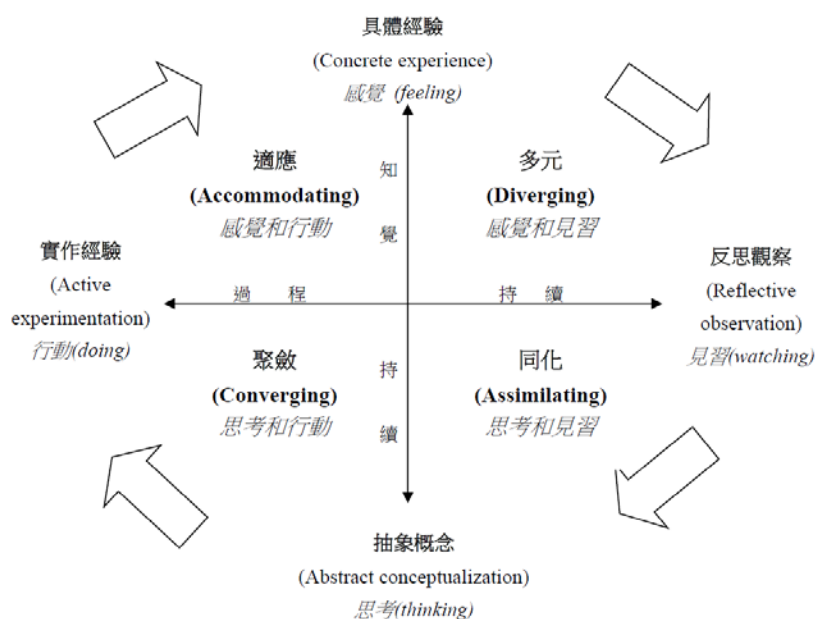 具體經驗
(Concrete experience)
感覺 (feeling)
適應
(Accommodating)
感覺和行動
知
覺
多元
(Diverging)
感覺和見習
實作經驗
(Active
experimentation)
行動(doing)
過 程
持 續
反思觀察
(Reflective
observation)
見習(watching)
聚斂
(Converging)
思考和行動
持
續
同化
(Assimilating)
思考和見習
抽象概念
(Abstract conceptualization)
思考(thinking)